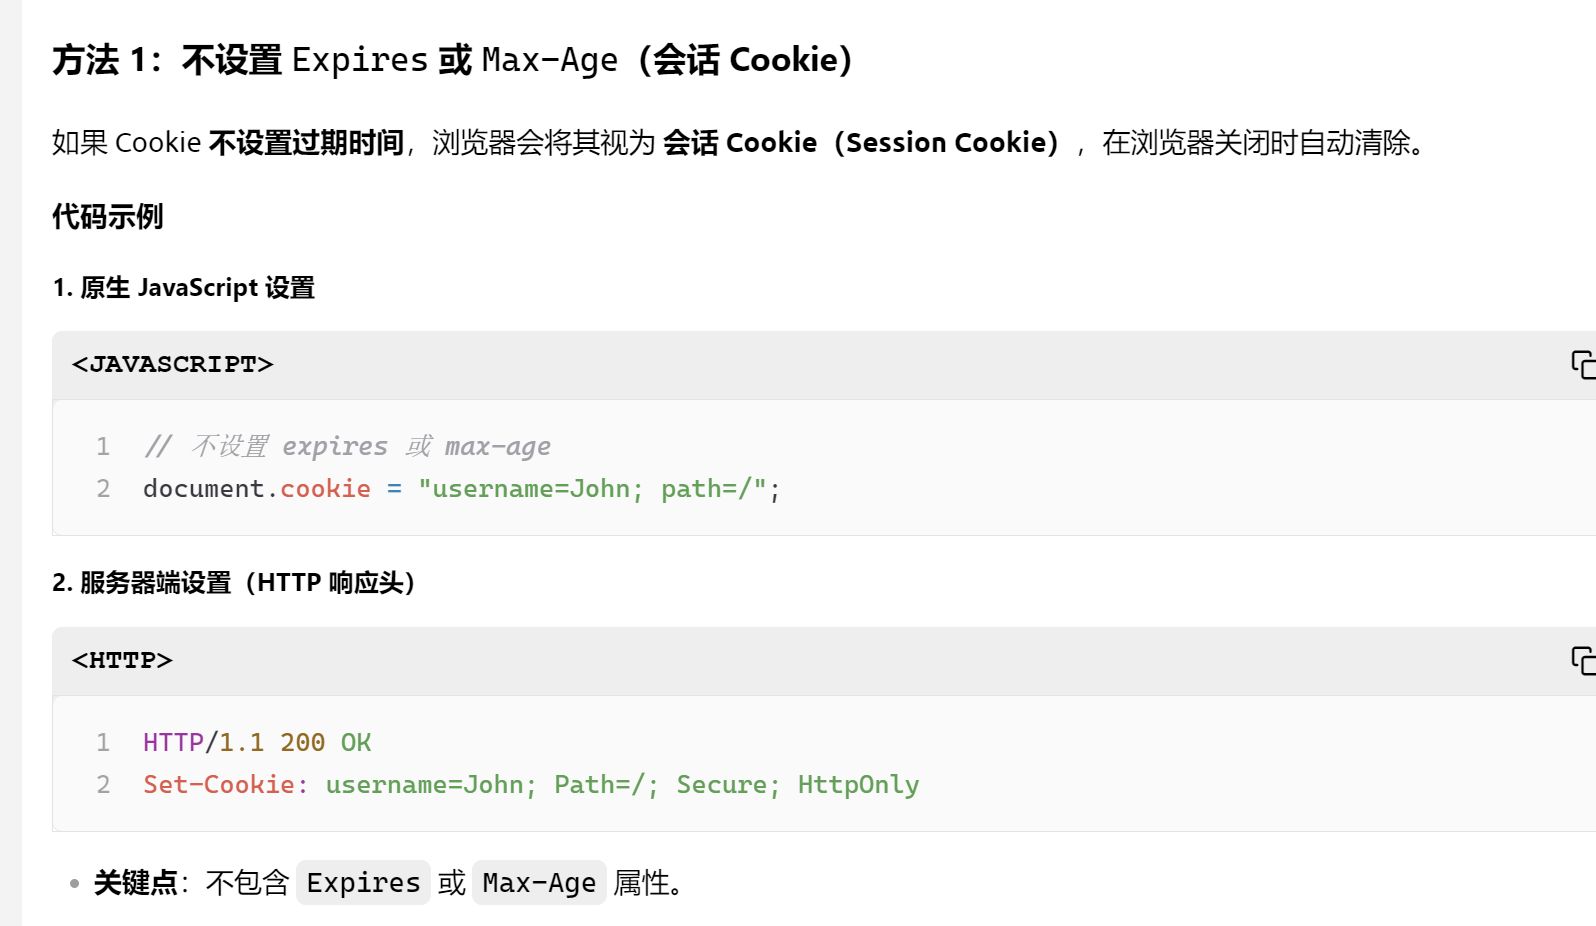 方法 1：不设置 Expires 或 Max-Age（会话 Cookie）
如果 Cookie 不设置过期时间，浏览器会将其视为 会话 Cookie（Session Cookie），在浏览器关闭时自动清除。
代码示例
1. 原生 JavaScript 设置
<JAVASCRIPT>
1 // 不设置 expires 或 max-age
2 document.cookie = "username=John; path=/";
2. 服务器端设置（HTTP 响应头）
<HTTP>
1 HTTP/1.1 200 OK
2 Set-Cookie: username=John; Path=/; Secure; HttpOnly
• 关键点：不包含 Expires 或 Max-Age 属性。